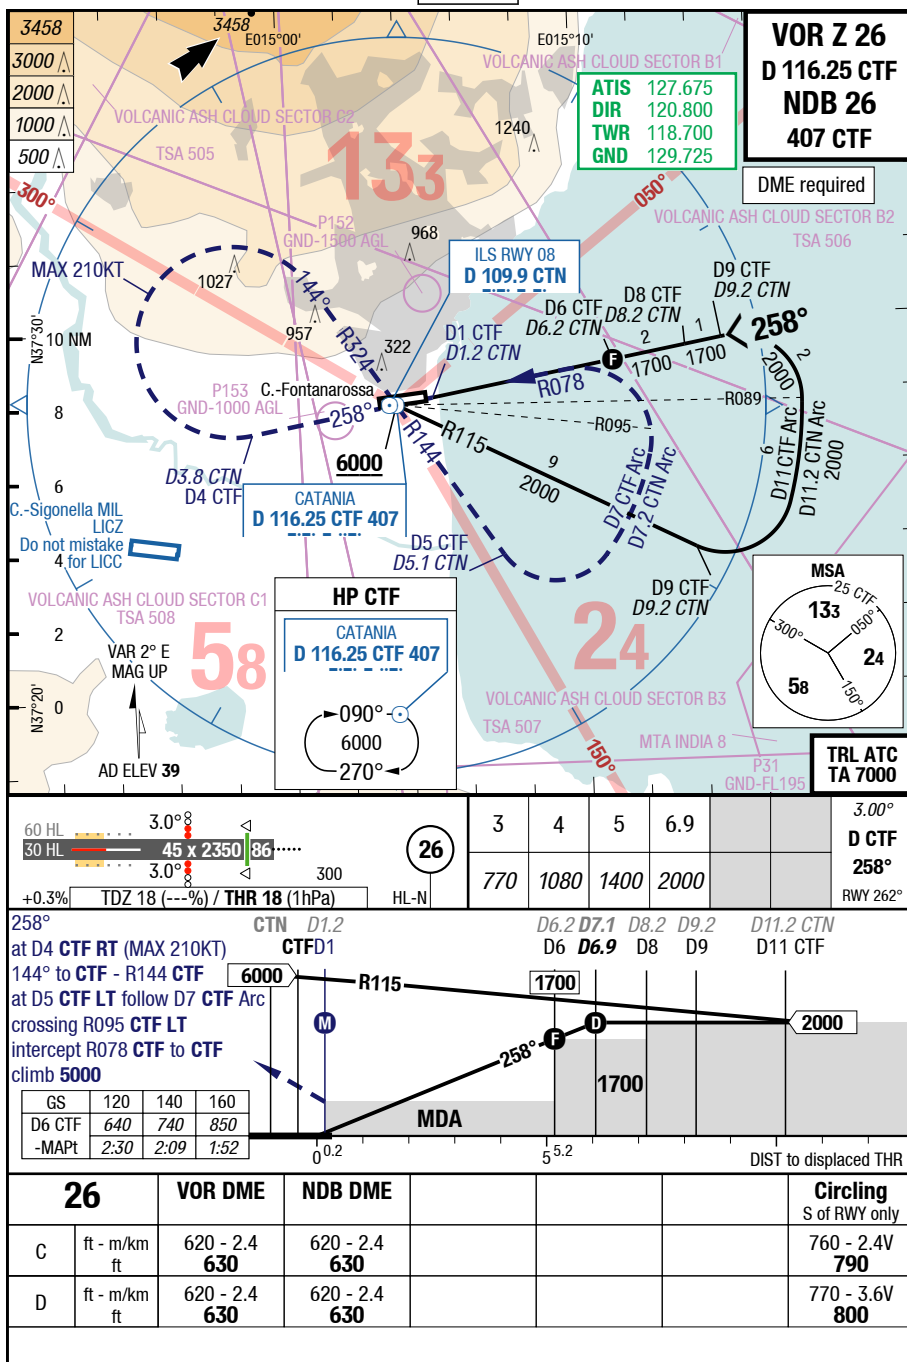 3458
3000
2000
1000
500
3458
E015°00'
E015°10'
VOR Z 26
D 116.25 CTF
NDB 26
407 CTF
DME required
ATIS 127.675
DIR 120.800
TWR 118.700
GND 129.725
VOLCANIC ASH CLOUD SECTOR B1
VOLCANIC ASH CLOUD SECTOR C2
TSA 505
133
1240
300°
050°
VOLCANIC ASH CLOUD SECTOR B2
TSA 506
P152
GND-1500 AGL
968
MAX 210KT
1027
144°
R324
957
322
ILS RWY 08
D 109.9 CTN
D9 CTF
D9.2 CTN
D8 CTF
D8.2 CTN
D6 CTF
D6.2 CTN
258°
D1 CTF
D1.2 CTN
N37°30'
10 NM
F
2
1700
1
1700
2
2000
R078
R089
R095
P153
GND-1000 AGL
C.-Fontanarossa
258°
8
R115
R144
9
2000
6
D11 CTF Arc
D11.2 CTN Arc
2000
D7 CTF Arc
D7.2 CTN Arc
6000
D3.8 CTN
D4 CTF
6
CATANIA
D 116.25 CTF 407
C.-Sigonella MIL
LICZ
Do not mistake
for LICC
4
D5 CTF
D5.1 CTN
D9 CTF
D9.2 CTN
VOLCANIC ASH CLOUD SECTOR C1
TSA 508
2
58
24
HP CTF
CATANIA
D 116.25 CTF 407
090°
6000
270°
MSA
25 CTF
133
050°
300°
24
58
150°
VAR 2° E
MAG UP
N37°20'
0
AD ELEV 39
VOLCANIC ASH CLOUD SECTOR B3
TSA 507
150°
MTA INDIA 8
P31
GND-FL195
TRL ATC
TA 7000
60 HL
30 HL
3.0°
45 x 2350
86
3.0°
300
+0.3%
TDZ 18 (---%) / THR 18 (1hPa)
HL-N
26
3 4 5 6.9
770 1080 1400 2000
3.00°
D CTF
258°
RWY 262°
258°
at D4 CTF RT (MAX 210KT)
144° to CTF - R144 CTF
at D5 CTF LT follow D7 CTF Arc
crossing R095 CTF LT
intercept R078 CTF to CTF
climb 5000
CTN D1.2 D6.2 D7.1 D8.2 D9.2 D11.2 CTN
CTF D1 D6 D6.9 D8 D9 D11 CTF
6000
R115
1700
M
D
2000
258°
F
1700
MDA
GS 120 140 160
D6 CTF 640 740 850
-MAPt 2:30 2:09 1:52
0 0.2
5 5.2
DIST to displaced THR
26 VOR DME NDB DME Circling
S of RWY only
C ft - m/km 620 - 2.4 620 - 2.4 760 - 2.4V
ft 630 630 790
D ft - m/km 620 - 2.4 620 - 2.4 770 - 3.6V
ft 630 630 800